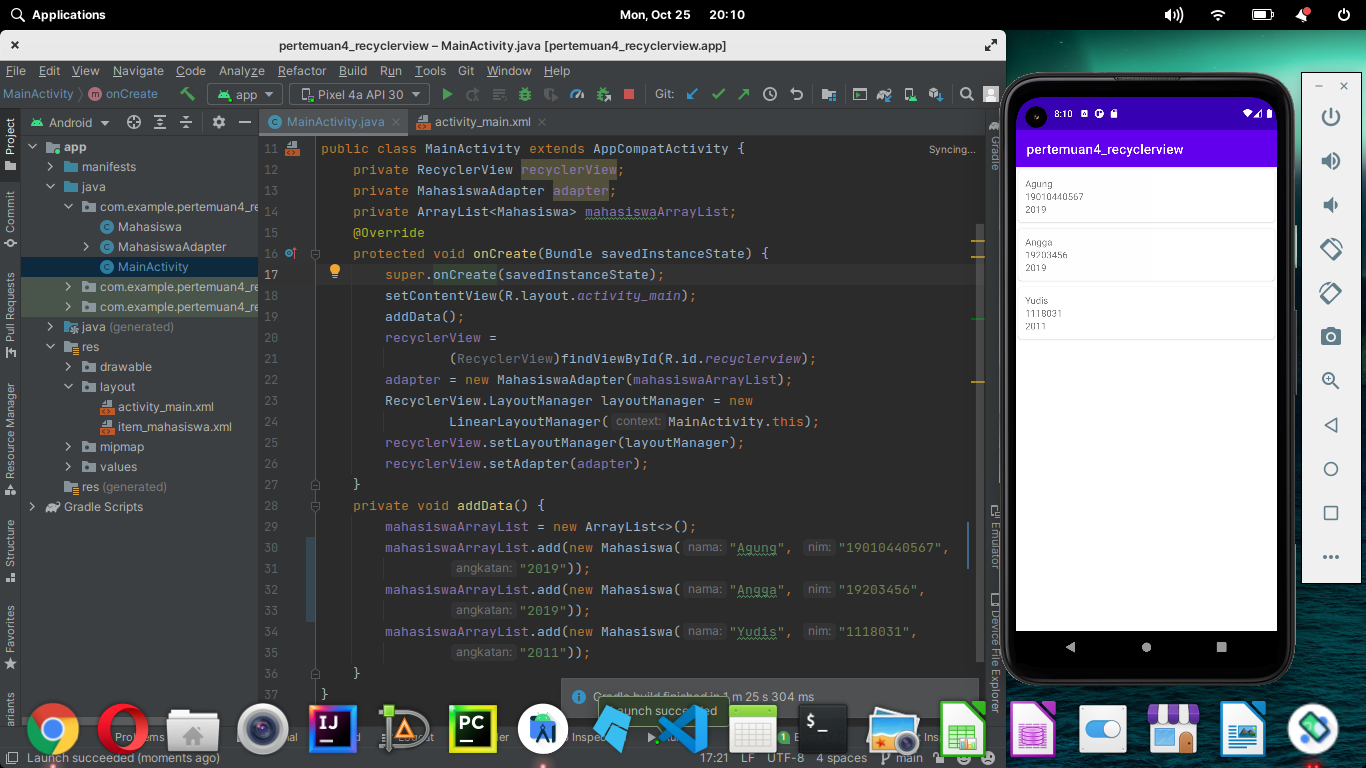 Applications
Mon, Oct 25 20:10
pertemuan4_recyclerview – MainActivity.java [pertemuan4_recyclerview.app]
File Edit View Navigate Code Analyze Refactor Build Run Tools Git Window Help
MainActivity onCreate app Pixel 4a API 30 Git:
Android
MainActivity.java
activity_main.xml
Project
Commit
Pull Requests
Resource Manager
Structure
Favorites
app
manifests
java
com.example.pertemuan4_re
Mahasiswa
MahasiswaAdapter
MainActivity
com.example.pertemuan4_re
com.example.pertemuan4_re
java (generated)
res
drawable
layout
activity_main.xml
item_mahasiswa.xml
mipmap
values
res (generated)
Gradle Scripts
Syncing...
11 public class MainActivity extends AppCompatActivity {
12 private RecyclerView recyclerView;
13 private MahasiswaAdapter adapter;
14 private ArrayList<Mahasiswa> mahasiswaArrayList;
15 @Override
16 protected void onCreate(Bundle savedInstanceState) {
17 super.onCreate(savedInstanceState);
18 setContentView(R.layout.activity_main);
19 addData();
20 recyclerView =
21 (RecyclerView)findViewById(R.id.recyclerview);
22 adapter = new MahasiswaAdapter(mahasiswaArrayList);
23 RecyclerView.LayoutManager layoutManager = new
24 LinearLayoutManager( context: MainActivity.this);
25 recyclerView.setLayoutManager(layoutManager);
26 recyclerView.setAdapter(adapter);
27 }
28 private void addData() {
29 mahasiswaArrayList = new ArrayList<>();
30 mahasiswaArrayList.add(new Mahasiswa( nama: "Agung", nim: "19010440567",
31 angkatan: "2019"));
32 mahasiswaArrayList.add(new Mahasiswa( nama: "Angga", nim: "19203456",
33 angkatan: "2019"));
34 mahasiswaArrayList.add(new Mahasiswa( nama: "Yudis", nim: "1118031",
35 angkatan: "2011"));
36 }
37 }
Gradle
Emulator
Device File Explorer
Gradle build finished in 1 m 25 s 304 ms
Launch succeeded
Problems
Launch succeeded (moments ago)
17:21 LF UTF-8 4 spaces main
8:10
pertemuan4_recyclerview
Agung
19010440567
2019
Angga
19203456
2019
Yudis
1118031
2011